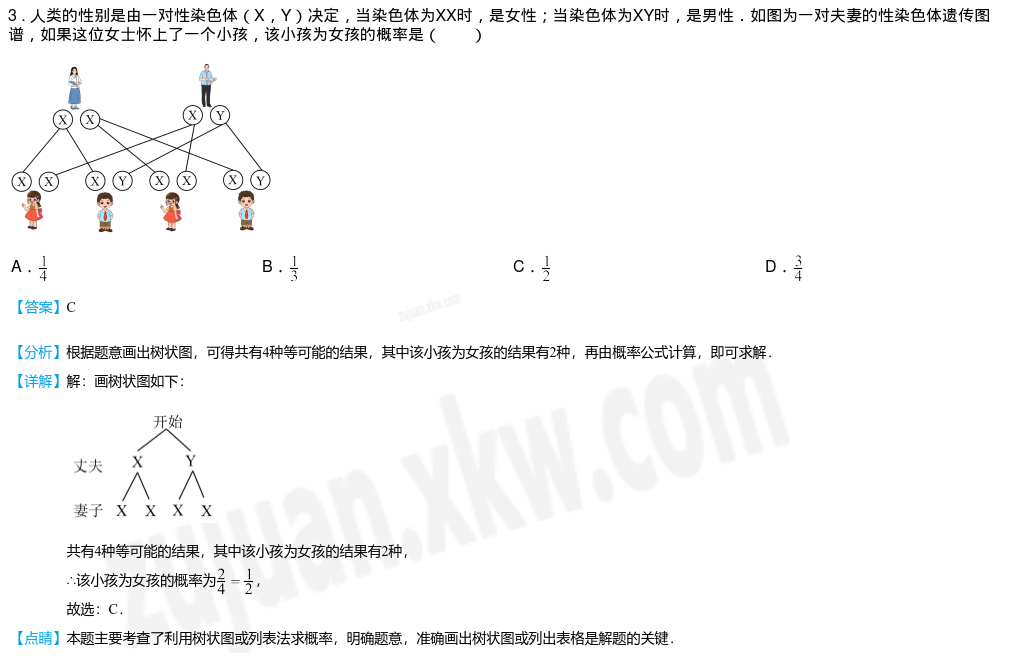 3．人类的性别是由一对性染色体（X，Y）决定，当染色体为XX时，是女性；当染色体为XY时，是男性．如图为一对夫妻的性染色体遗传图
谱，如果这位女士怀上了一个小孩，该小孩为女孩的概率是（　　）
X X X Y
X X X Y X X X Y
A．1/4 B．1/3 C．1/2 D．3/4
【答案】C
zujuan.xkw.com
【分析】根据题意画出树状图，可得共有4种等可能的结果，其中该小孩为女孩的结果有2种，再由概率公式计算，即可求解．
【详解】解：画树状图如下：
开始
丈夫 X Y
妻子 X X X X
共有4种等可能的结果，其中该小孩为女孩的结果有2种，
∴该小孩为女孩的概率为2/4=1/2，
故选：C．
【点睛】本题主要考查了利用树状图或列表法求概率，明确题意，准确画出树状图或列出表格是解题的关键．
zujuan.xkw.com